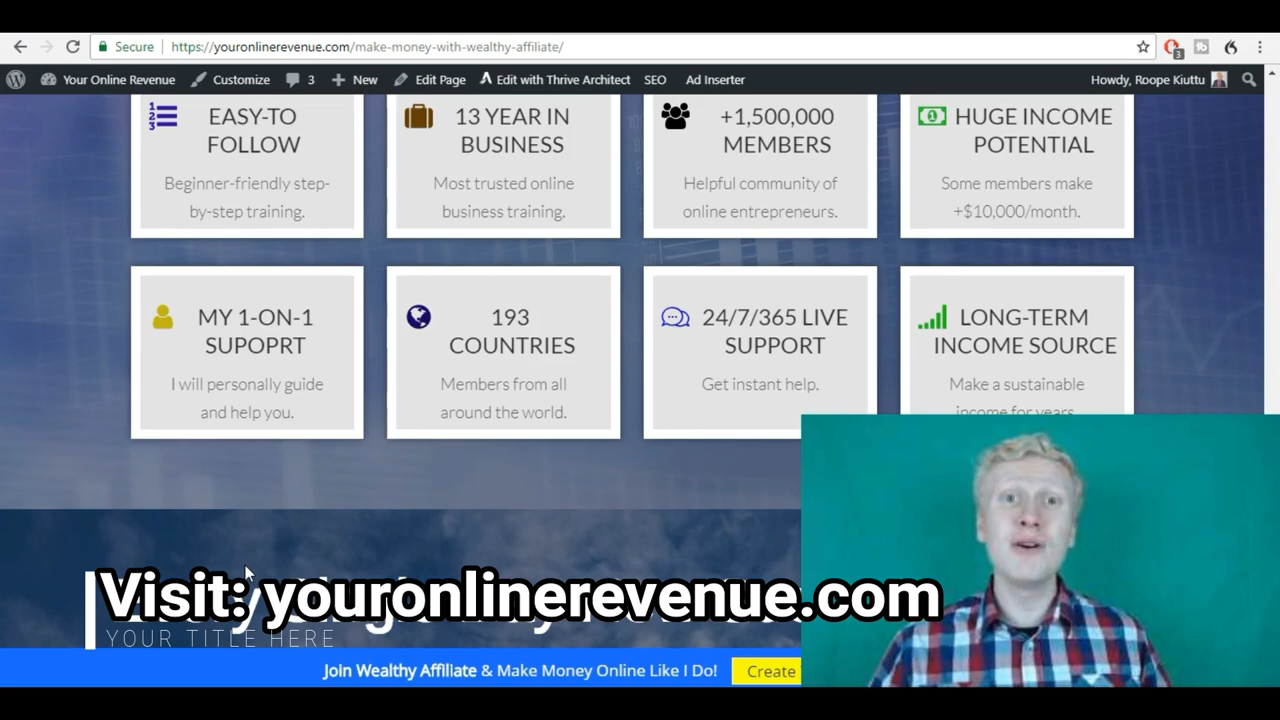 Secure
https://youronlinerevenue.com/make-money-with-wealthy-affiliate/
3
Your Online Revenue
Customize
3
New
Edit Page
Edit with Thrive Architect
SEO
Ad Inserter
Howdy, Roope Kiuttu
EASY-TO
FOLLOW
Beginner-friendly step-
by-step training.
13 YEAR IN
BUSINESS
Most trusted online
business training.
+1,500,000
MEMBERS
Helpful community of
online entrepreneurs.
HUGE INCOME
POTENTIAL
Some members make
+$10,000/month.
MY 1-ON-1
SUPOPRT
I will personally guide
and help you.
193
COUNTRIES
Members from all
around the world.
24/7/365 LIVE
SUPPORT
Get instant help.
LONG-TERM
INCOME SOURCE
Make a sustainable
income for years.
Visit: youronlinerevenue.com
YOUR TITLE HERE
Join Wealthy Affiliate & Make Money Online Like I Do!
Create